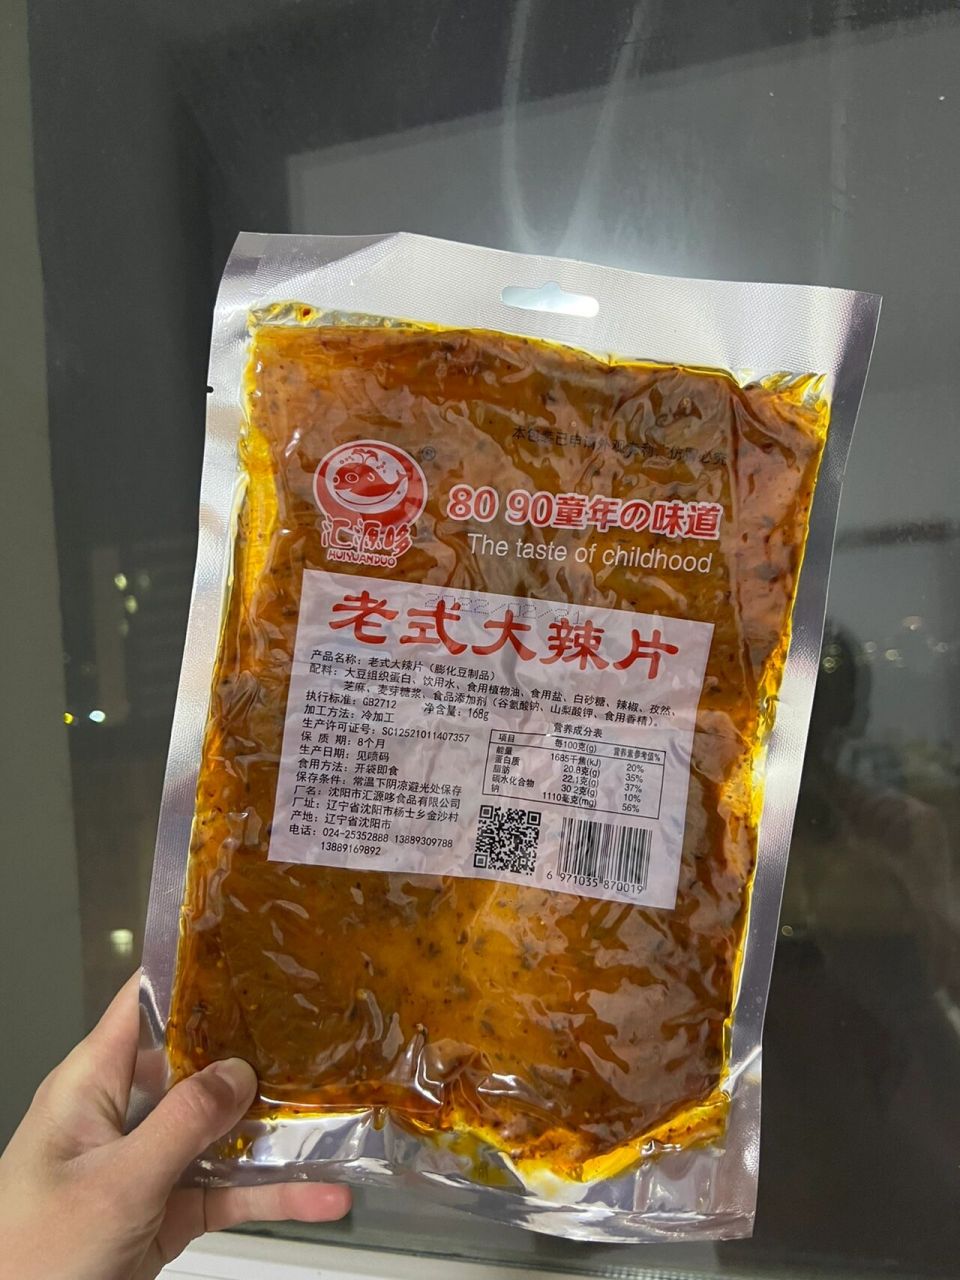 本包装已申请外观专利，仿冒必究
®
汇源哆
HUIYUANDUO
80 90童年の味道
The taste of childhood
2022/02/21
老式大辣片
产品名称：老式大辣片（膨化豆制品）
配料：大豆组织蛋白、饮用水、食用植物油、食用盐、白砂糖、辣椒、孜然、
芝麻、麦芽糖浆、食品添加剂（谷氨酸钠、山梨酸钾、食用香精）。
执行标准：GB2712 净含量：168g
加工方法：冷加工
生产许可证号：SC12521011407357
保 质 期：8个月
生产日期：见喷码
食用方法：开袋即食
保存条件：常温下阴凉避光处保存
厂名：沈阳市汇源哆食品有限公司
厂址：辽宁省沈阳市杨士乡金沙村
产地：辽宁省沈阳市
电话：024-25352888 13889309788
13889169892
营养成分表
项目 每100克(g) 营养素参考值%
能量 1685千焦(kJ) 20%
蛋白质 20.8克(g) 35%
脂肪 22.1克(g) 37%
碳水化合物 30.2克(g) 10%
钠 1110毫克(mg) 56%
6 971035 870019